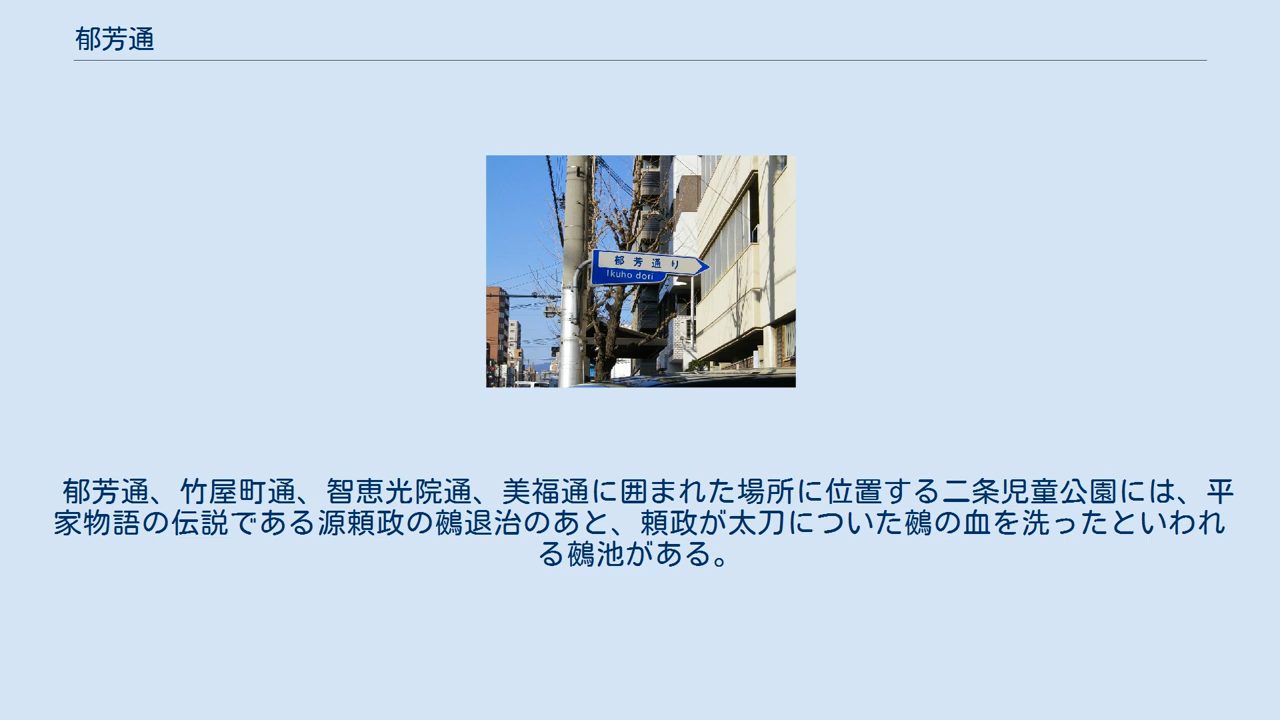 郁芳通
郁芳通り
Ikuho dori
郁芳通、竹屋町通、智恵光院通、美福通に囲まれた場所に位置する二条児童公園には、平
家物語の伝説である源頼政の鵺退治のあと、頼政が太刀についた鵺の血を洗ったといわれ
る鵺池がある。